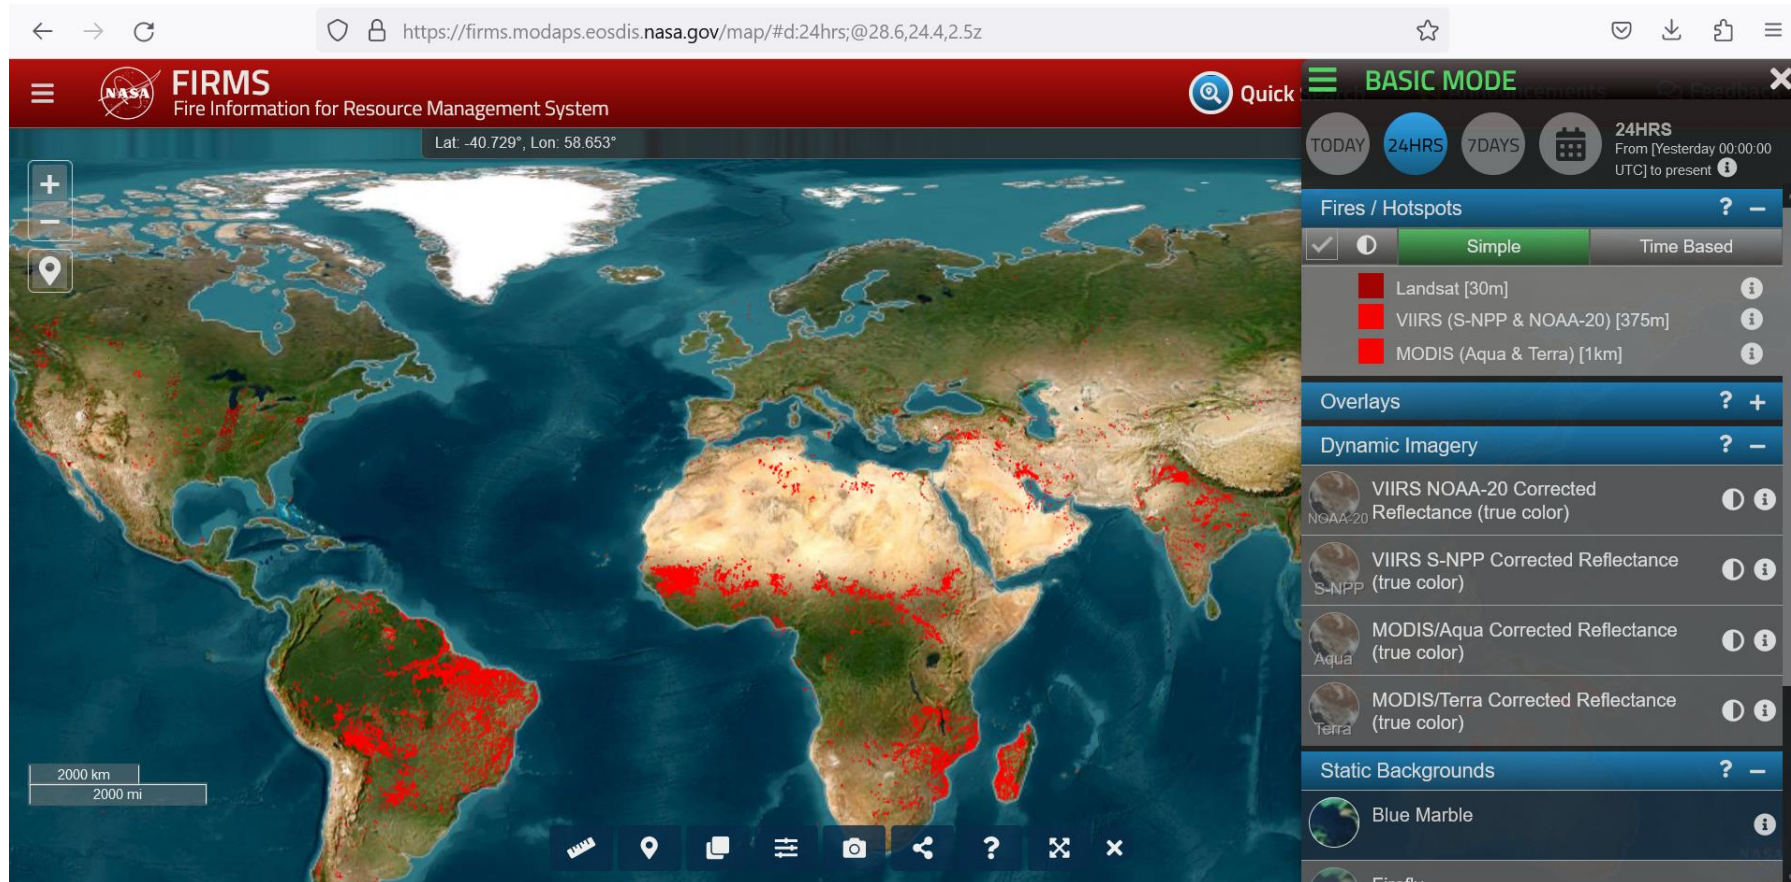 https://firms.modaps.eosdis.nasa.gov/map/#d:24hrs;@28.6,24.4,2.5z
NASA
FIRMS
Fire Information for Resource Management System
Quick
BASIC MODE
Feedback
Lat: -40.729°, Lon: 58.653°
TODAY
24HRS
7DAYS
24HRS
From [Yesterday 00:00:00
UTC] to present
Fires / Hotspots
Simple
Time Based
Landsat [30m]
VIIRS (S-NPP & NOAA-20) [375m]
MODIS (Aqua & Terra) [1km]
Overlays
Dynamic Imagery
VIIRS NOAA-20 Corrected
Reflectance (true color)
NOAA-20
VIIRS S-NPP Corrected Reflectance
(true color)
S-NPP
MODIS/Aqua Corrected Reflectance
(true color)
Aqua
MODIS/Terra Corrected Reflectance
(true color)
Terra
Static Backgrounds
Blue Marble
2000 km
2000 mi